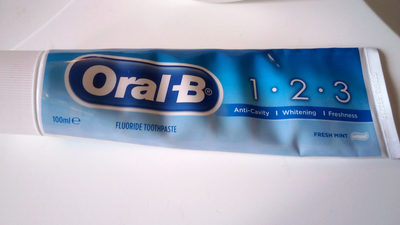 Oral-B®
1 · 2 · 3
Anti-Cavity | Whitening | Freshness
100ml e
FLUORIDE TOOTHPASTE
FRESH MINT